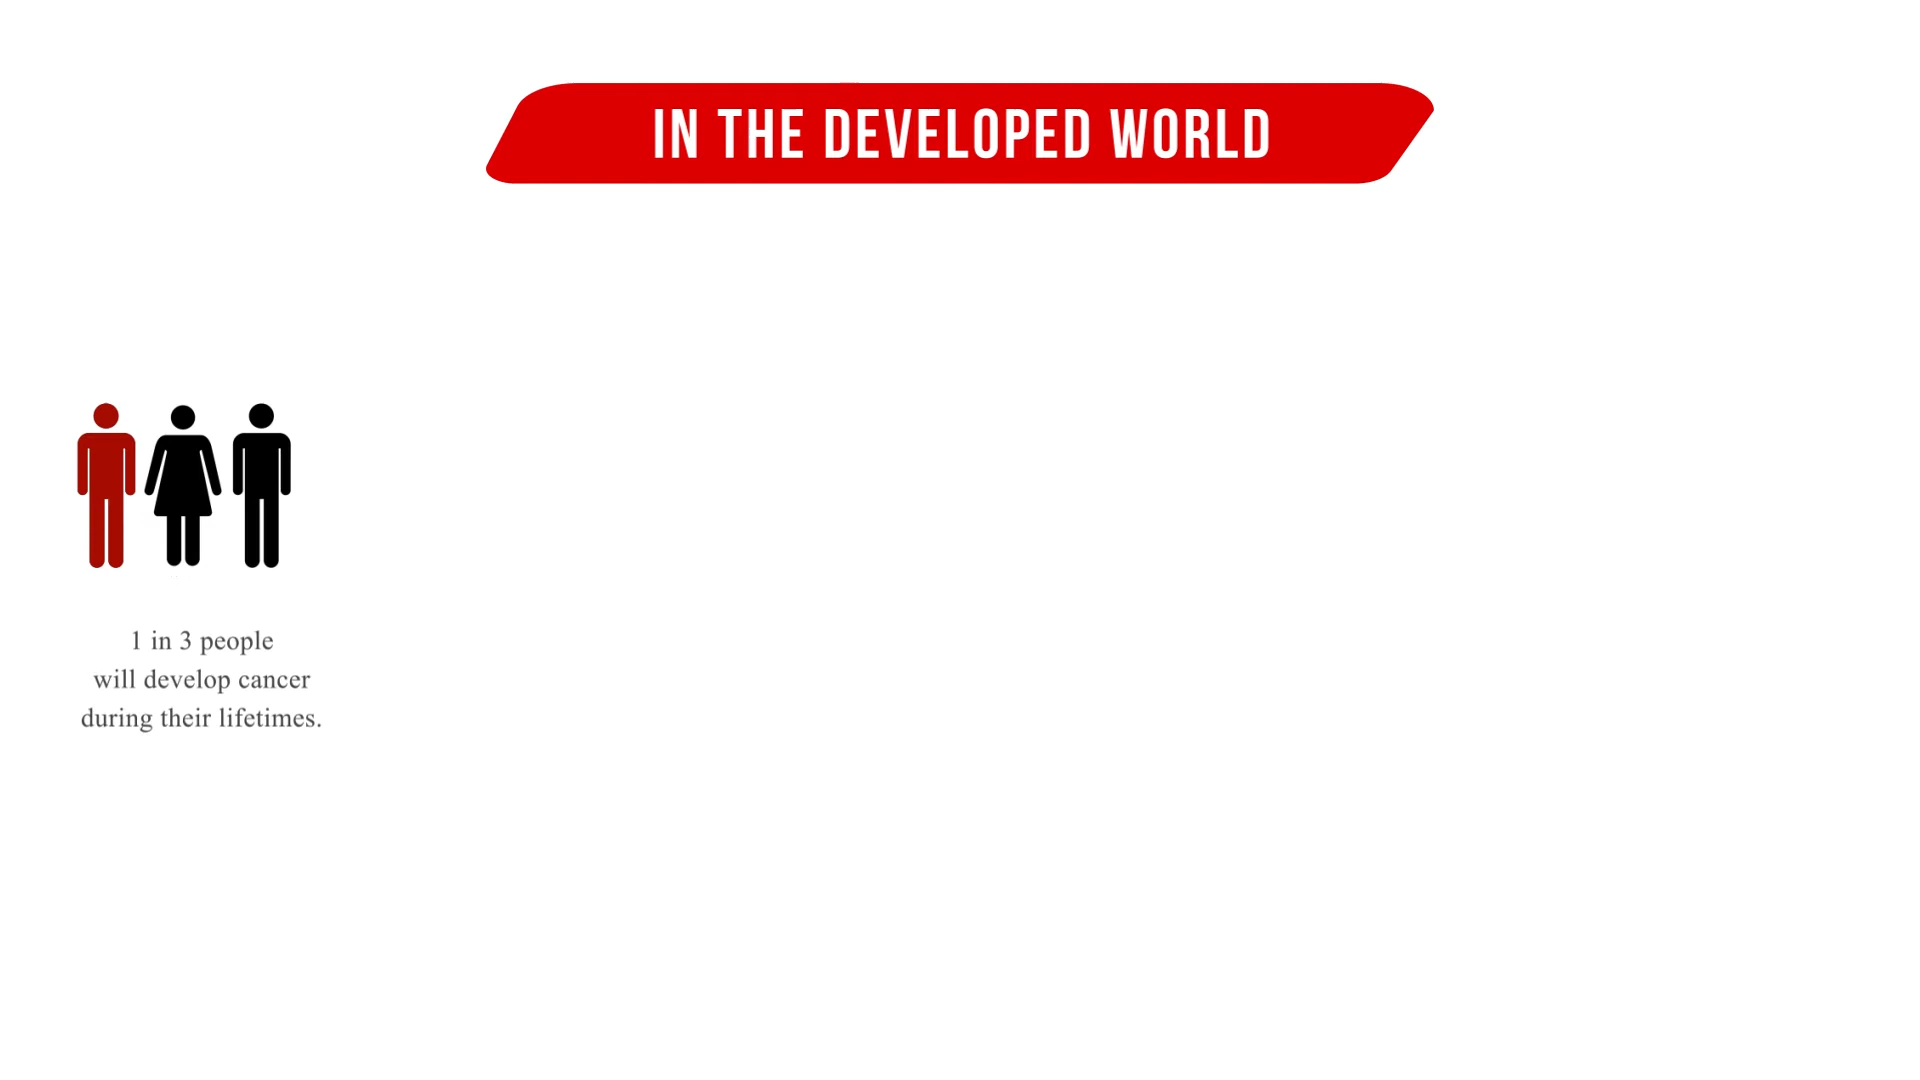 IN THE DEVELOPED WORLD
1 in 3 people
will develop cancer
during their lifetimes.